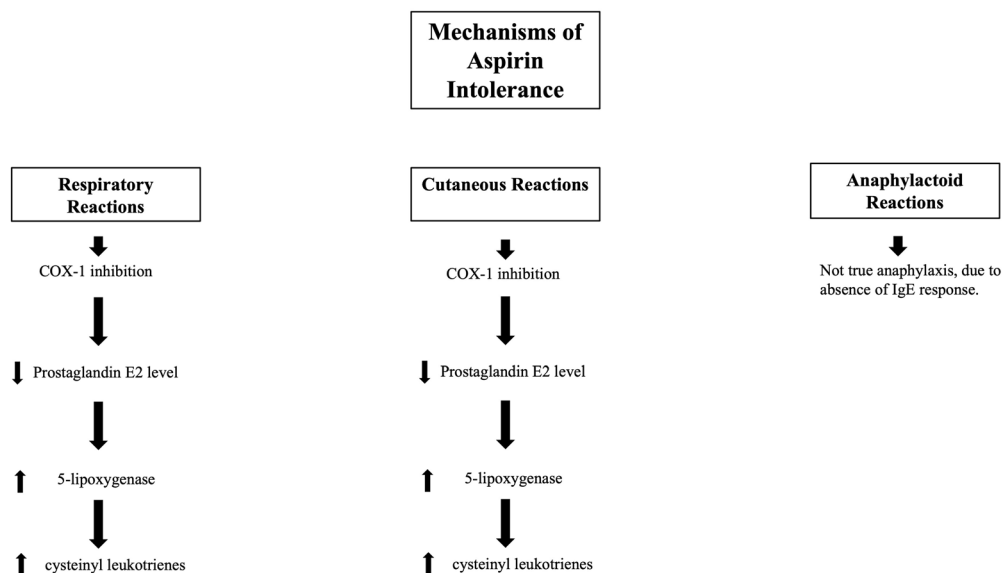 Mechanisms of
Aspirin
Intolerance
Respiratory
Reactions
COX-1 inhibition
Prostaglandin E2 level
5-lipoxygenase
cysteinyl leukotrienes
Cutaneous Reactions
COX-1 inhibition
Prostaglandin E2 level
5-lipoxygenase
cysteinyl leukotrienes
Anaphylactoid
Reactions
Not true anaphylaxis, due to
absence of IgE response.